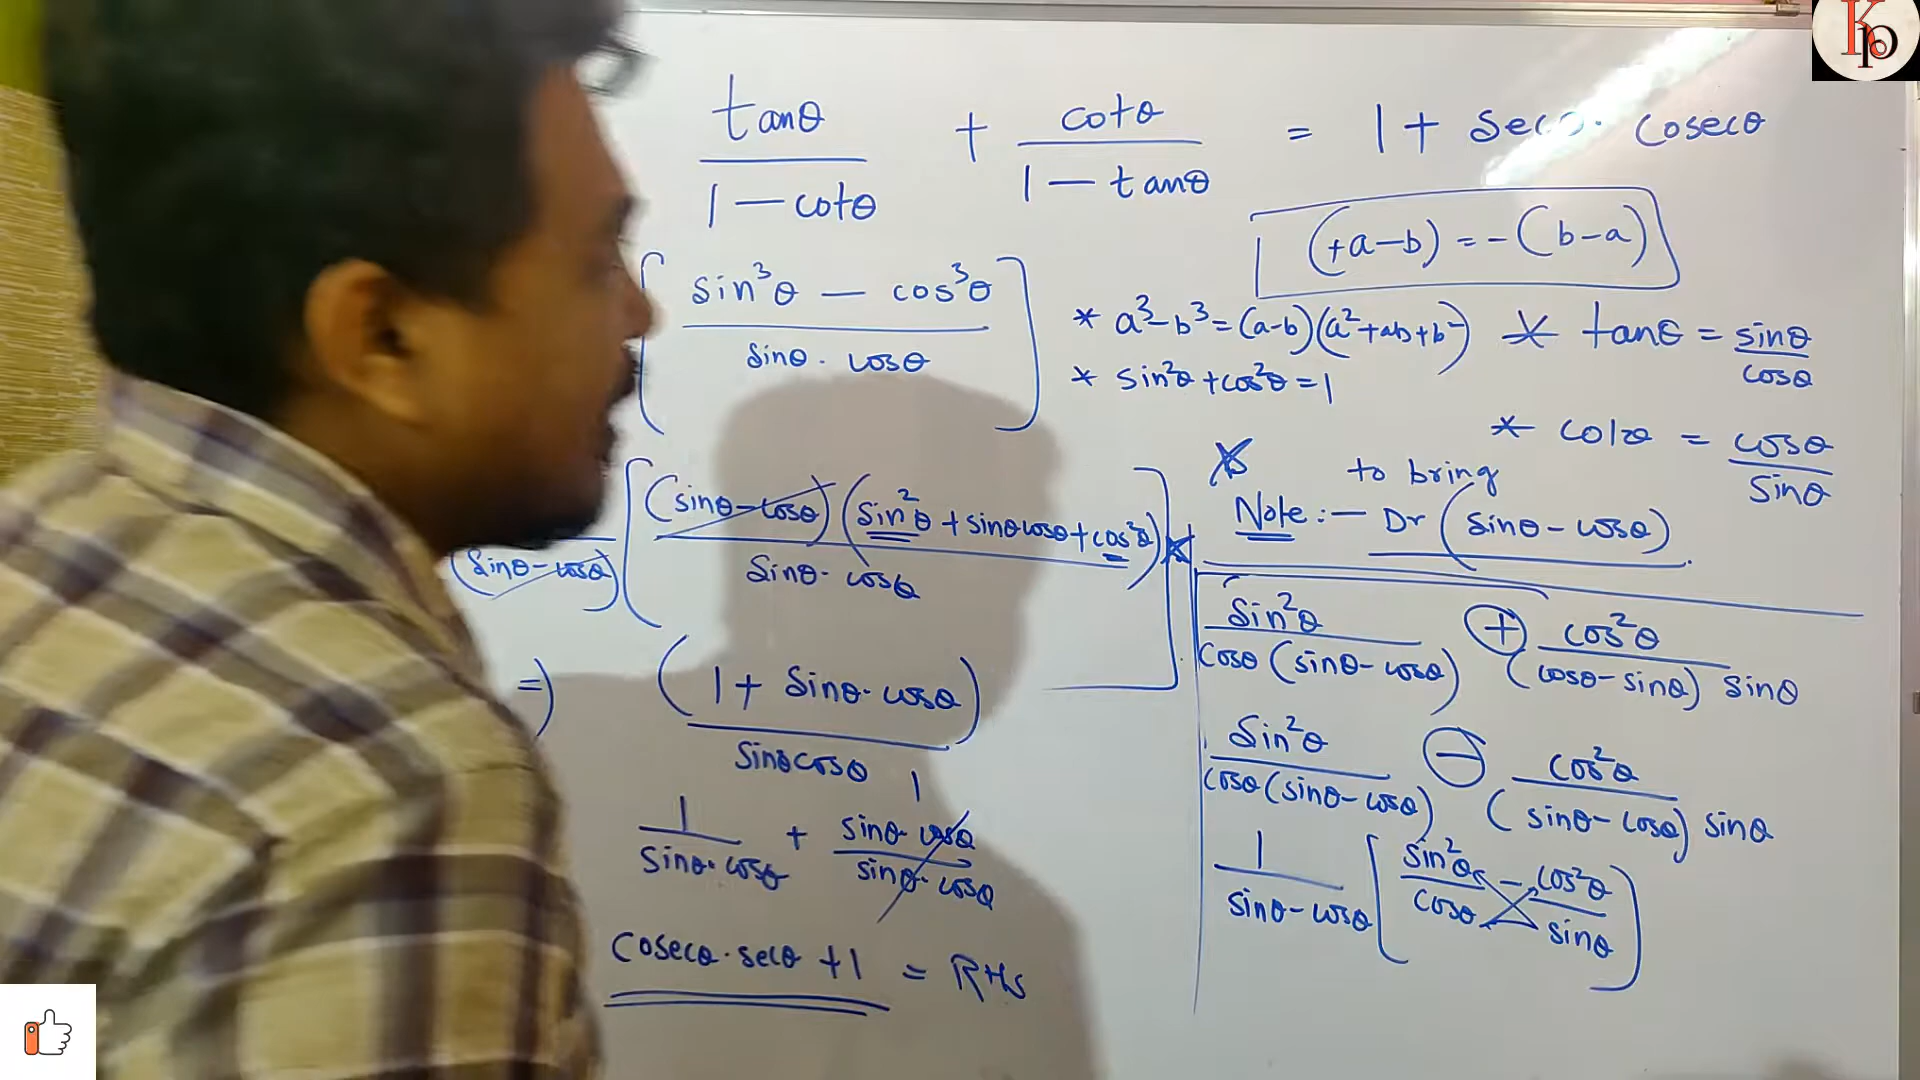 KP
tanθ/(1 - cotθ) + cotθ/(1 - tanθ) = 1 + secθ. cosecθ
(+a-b) = -(b-a)
[(sin³θ - cos³θ)/(sinθ. cosθ)]
* a³-b³=(a-b)(a²+ab+b²)
* sin²θ+cos²θ=1
* tanθ = sinθ/cosθ
* cotθ = cosθ/sinθ
[(sinθ-cosθ)(sin²θ+sinθcosθ+cos²θ)/(sinθ. cosθ)]
(sinθ-cosθ)
to bring
Note:- Dr (sinθ-cosθ)
=) (1+ sinθ. cosθ)/(sinθcosθ)
1/(sinθ.cosθ) + (sinθ. cosθ)/(sinθ. cosθ) 1
cosecθ.secθ +1 = RHS
sin²θ/(cosθ(sinθ-cosθ)) + cos²θ/((cosθ-sinθ) sinθ)
sin²θ/(cosθ(sinθ-cosθ)) - cos²θ/((sinθ-cosθ) sinθ)
1/(sinθ-cosθ) [sin²θ/cosθ - cos²θ/sinθ]